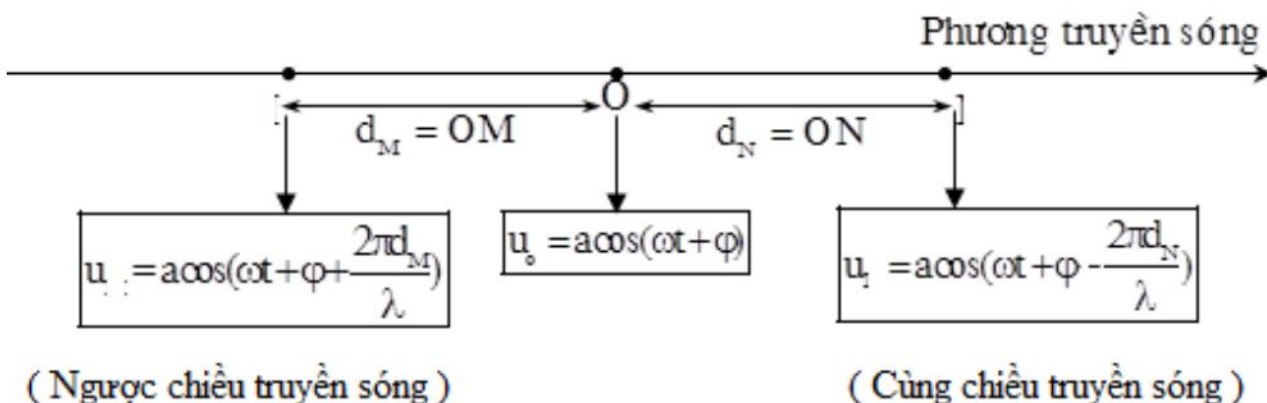 Phương truyền sóng
O
d_M = OM
d_N = ON
u =acos(ωt+φ+2πd_M/λ)
u_o =acos(ωt+φ)
u =acos(ωt+φ-2πd_N/λ)
( Ngược chiều truyền sóng )
( Cùng chiều truyền sóng )